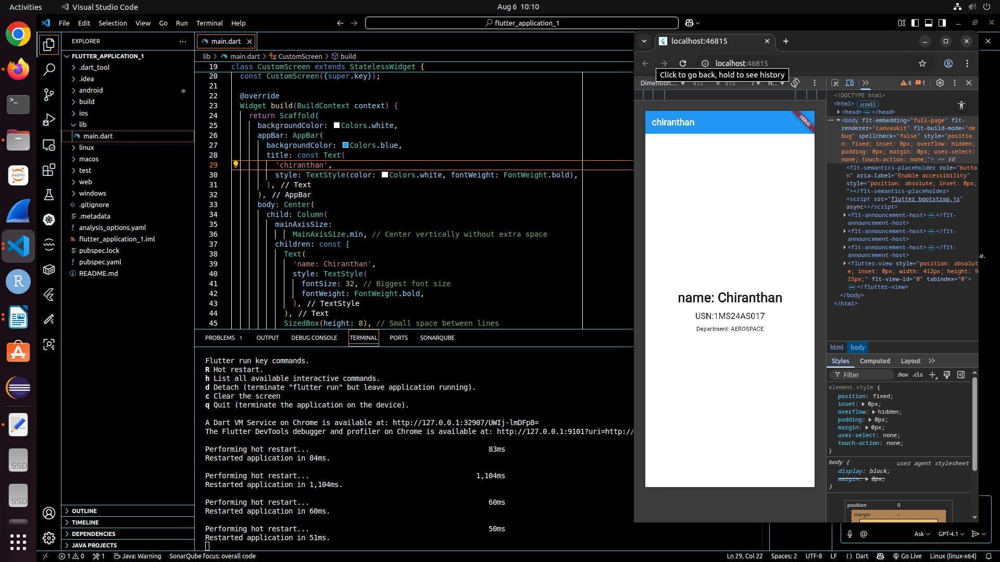 Activities
Visual Studio Code
Aug 6 10:10
File Edit Selection View Go Run Terminal Help
flutter_application_1
EXPLORER
FLUTTER_APPLICATION_1
.dart_tool
.idea
android
build
ios
lib
main.dart
linux
macos
test
web
windows
.gitignore
.metadata
analysis_options.yaml
flutter_application_1.iml
pubspec.lock
pubspec.yaml
README.md
OUTLINE
TIMELINE
DEPENDENCIES
JAVA PROJECTS
main.dart
lib > main.dart > CustomScreen > build
19 class CustomScreen extends StatelessWidget {
20 const CustomScreen({super.key});
21
22 @override
23 Widget build(BuildContext context) {
24 return Scaffold(
25 backgroundColor: Colors.white,
26 appBar: AppBar(
27 backgroundColor: Colors.blue,
28 title: const Text(
29 'chiranthan',
30 style: TextStyle(color: Colors.white, fontWeight: FontWeight.bold),
31 ), // Text
32 ), // AppBar
33 body: Center(
34 child: Column(
35 mainAxisSize:
36 MainAxisSize.min, // Center vertically without extra space
37 children: const [
38 Text(
39 'name: Chiranthan',
40 style: TextStyle(
41 fontSize: 32, // Biggest font size
42 fontWeight: FontWeight.bold,
43 ), // TextStyle
44 ), // Text
45 SizedBox(height: 8), // Small space between lines
PROBLEMS 1 OUTPUT DEBUG CONSOLE TERMINAL PORTS SONARQUBE
Flutter run key commands.
R Hot restart.
h List all available interactive commands.
d Detach (terminate "flutter run" but leave application running).
c Clear the screen
q Quit (terminate the application on the device).
A Dart VM Service on Chrome is available at: http://127.0.0.1:32907/UWIj-lmDFp8=
The Flutter DevTools debugger and profiler on Chrome is available at: http://127.0.0.1:9101?uri=http://
Performing hot restart... 83ms
Restarted application in 84ms.
Performing hot restart... 1,104ms
Restarted application in 1,104ms.
Performing hot restart... 60ms
Restarted application in 60ms.
Performing hot restart... 50ms
Restarted application in 51ms.
localhost:46815
localhost:46815
Click to go back, hold to see history
Dimension... 412 × 915 N...
chiranthan
DEBUG
name: Chiranthan
USN:1MS24AS017
Department: AEROSPACE
4 1
<!DOCTYPE html>
<html> scroll
<head> </head>
<body flt-embedding="full-page" flt-
renderer="canvaskit" flt-build-mode="de
bug" spellcheck="false" style="positio
n: fixed; inset: 0px; overflow: hidden;
padding: 0px; margin: 0px; user-select:
none; touch-action: none;"> == $0
<flt-semantics-placeholder role="butto
n" aria-label="Enable accessibility"
style="position: absolute; inset: 0px;
"></flt-semantics-placeholder>
<script src="flutter_bootstrap.js"
async></script>
<flt-announcement-host> </flt-
announcement-host>
<flt-announcement-host> </flt-
announcement-host>
<flt-announcement-host> </flt-
announcement-host>
<flutter-view style="position: absolut
e; inset: 0px; width: 412px; height: 9
15px;" flt-view-id="0" tabindex="0">
</flutter-view>
</body>
</html>
html body
Styles Computed Layout
Filter :hov .cls
element.style {
position: fixed;
inset: 0px;
overflow: hidden;
padding: 0px;
margin: 0px;
user-select: none;
touch-action: none;
}
body { user agent stylesheet
display: block;
margin: 8px;
}
position 0
margin –
e.
Ask GPT-4.1
jupyter
R
SSD
SSD
1 0 1 Java: Warning SonarQube focus: overall code
Ln 29, Col 22 Spaces: 2 UTF-8 LF {} Dart Go Live Linux (linux-x64)